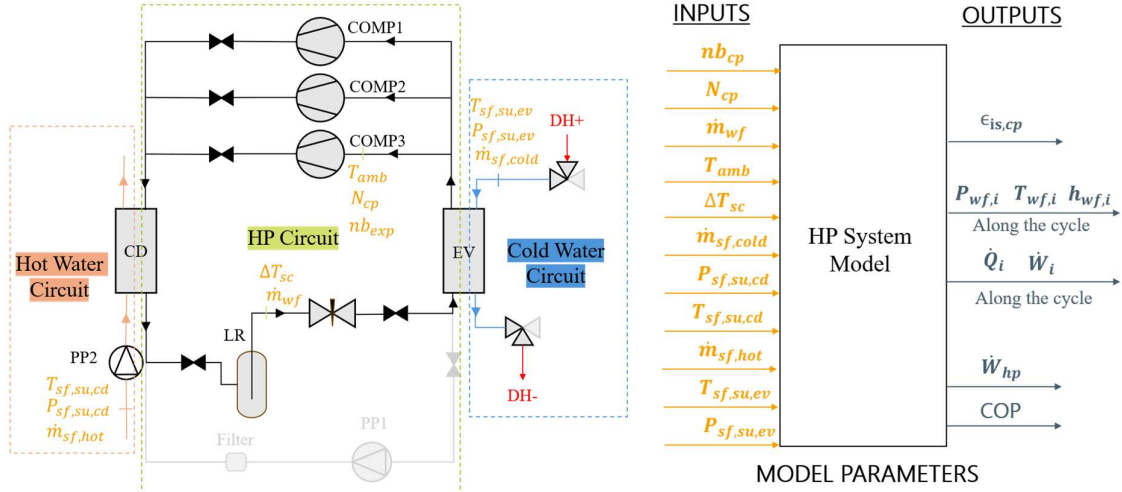 COMP1
COMP2
COMP3
T_amb
N_cp
nb_exp
T_sf,su,ev
P_sf,su,ev
ṁ_sf,cold
DH+
CD
HP Circuit
EV
Hot Water
Circuit
Cold Water
Circuit
ΔT_sc
ṁ_wf
LR
PP2
T_sf,su,cd
P_sf,su,cd
ṁ_sf,hot
DH-
Filter
PP1
INPUTS
nb_cp
N_cp
ṁ_wf
T_amb
ΔT_sc
ṁ_sf,cold
P_sf,su,cd
T_sf,su,cd
ṁ_sf,hot
T_sf,su,ev
P_sf,su,ev
HP System
Model
MODEL PARAMETERS
OUTPUTS
ϵ_is,cp
P_wf,i T_wf,i h_wf,i
Along the cycle
Q̇_i Ẇ_i
Along the cycle
Ẇ_hp
COP